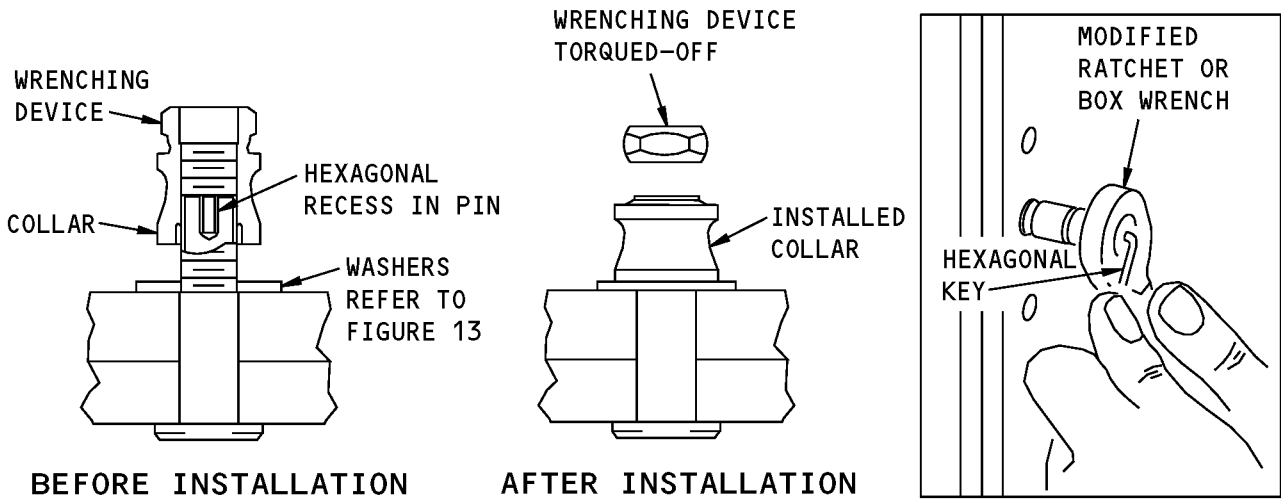 WRENCHING
DEVICE
HEXAGONAL
RECESS IN PIN
COLLAR
WASHERS
REFER TO
FIGURE 13
BEFORE INSTALLATION
WRENCHING DEVICE
TORQUED-OFF
INSTALLED
COLLAR
AFTER INSTALLATION
MODIFIED
RATCHET OR
BOX WRENCH
HEXAGONAL
KEY